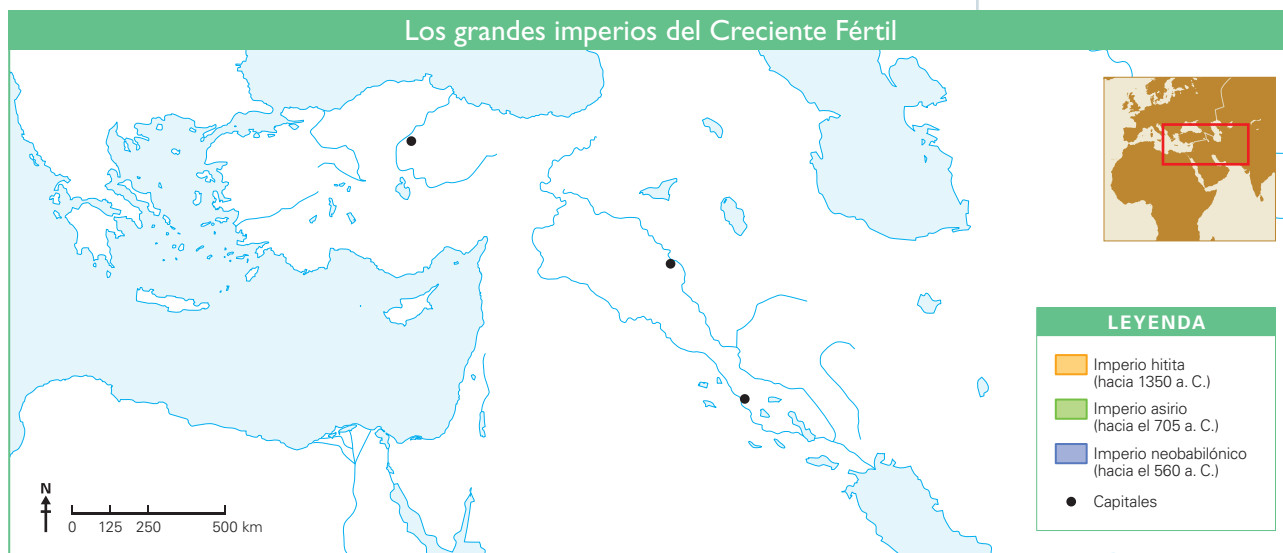 Los grandes imperios del Creciente Fértil
LEYENDA
Imperio hitita
(hacia 1350 a. C.)
Imperio asirio
(hacia el 705 a. C.)
Imperio neobabilónico
(hacia el 560 a. C.)
Capitales
N
0 125 250 500 km